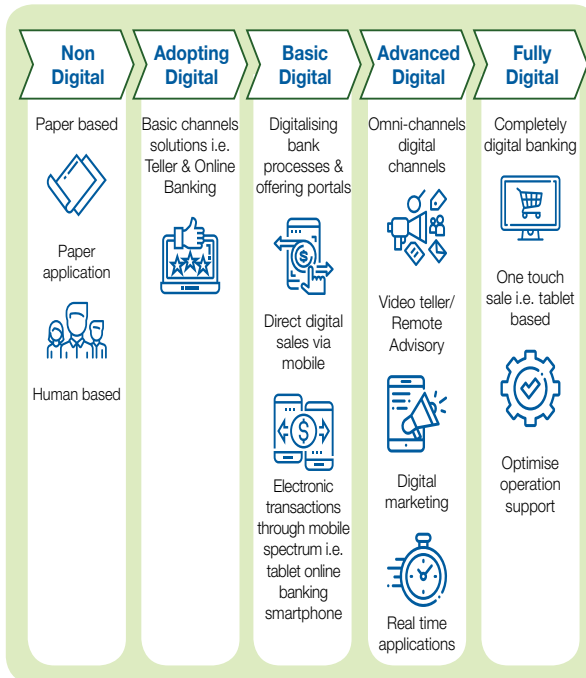 Non
Digital
Paper based
Paper
application
Human based
Adopting
Digital
Basic channels
solutions i.e.
Teller & Online
Banking
Basic
Digital
Digitalising
bank
processes &
offering portals
Direct digital
sales via
mobile
Electronic
transactions
through mobile
spectrum i.e.
tablet online
banking
smartphone
Advanced
Digital
Omni-channels
digital
channels
Video teller/
Remote
Advisory
Digital
marketing
Real time
applications
Fully
Digital
Completely
digital banking
One touch
sale i.e. tablet
based
Optimise
operation
support